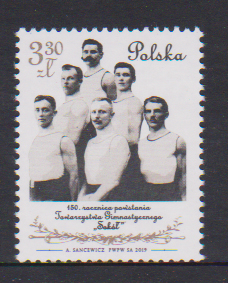 3.30
zł
Polska
150. rocznica powstania
Towarzystwa Gimnastycznego
„Sokół”
A. SANCEWICZ, PWPW SA 2017